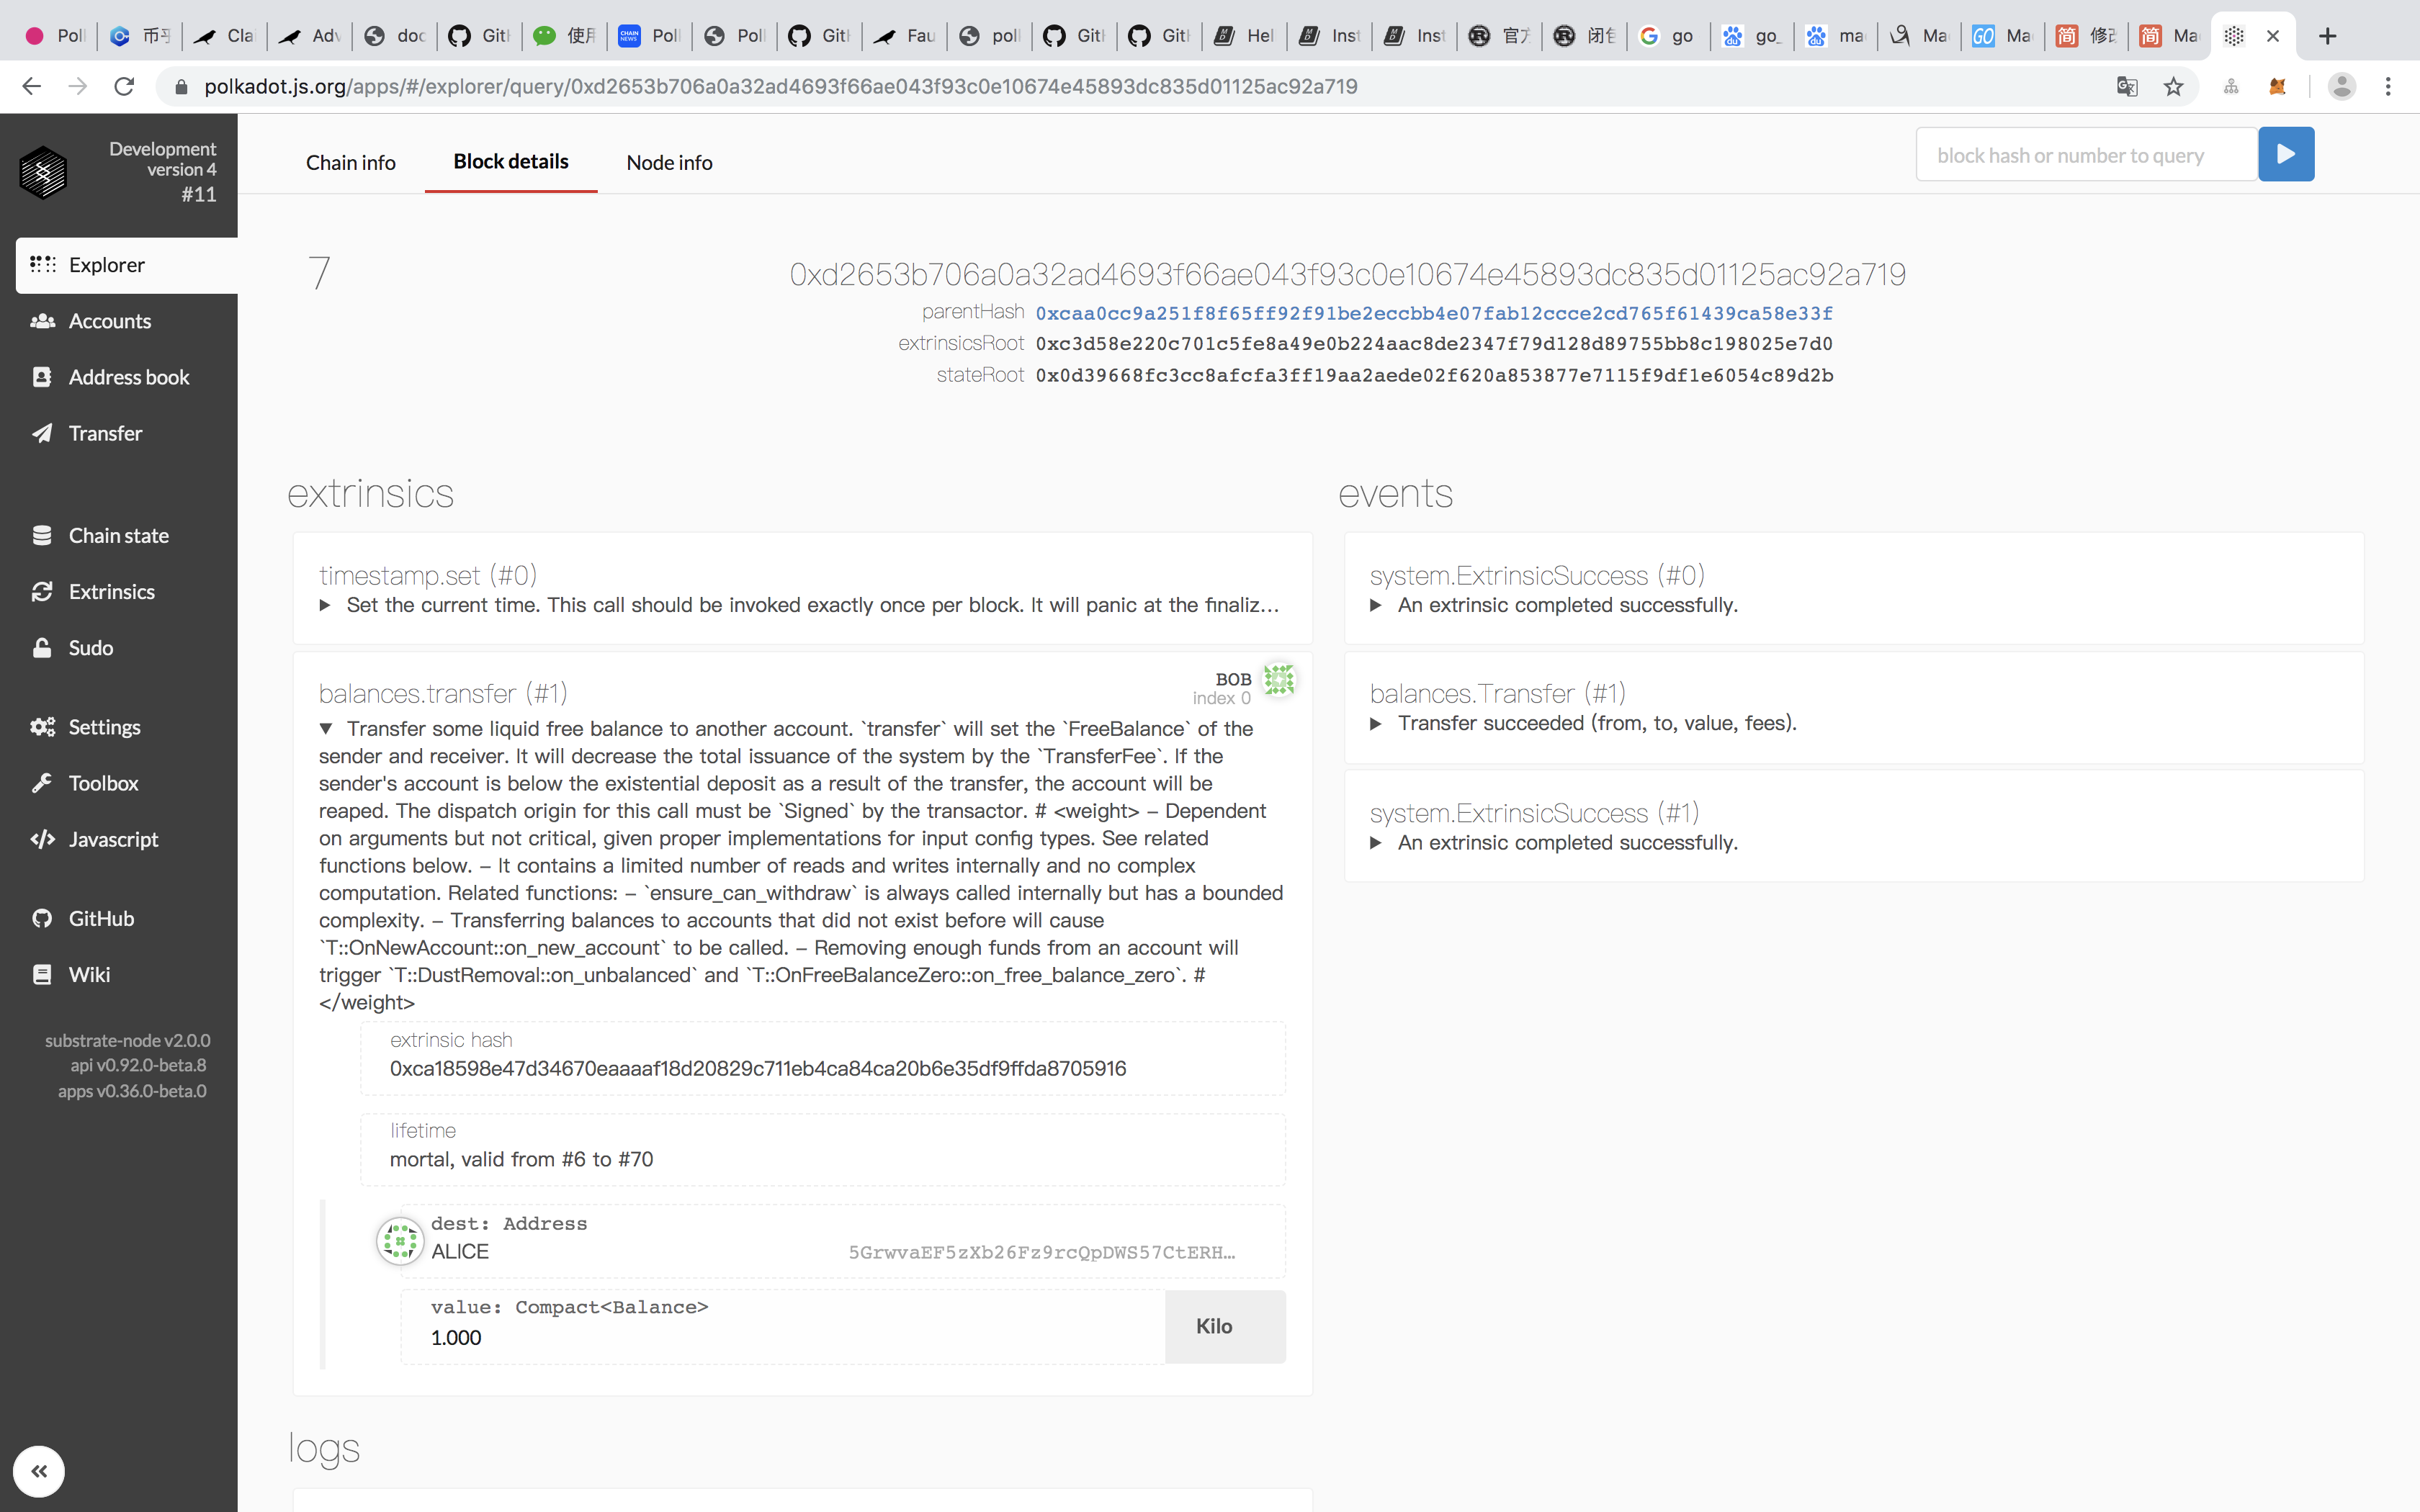 Poll
币乎
Clai
Adv
doc
Git
使用
Poll
Poll
Git
Fau
poll
Git
Git
Hel
Inst
Inst
官方
闭包
go
go_
ma
Ma
Ma
修改
Ma
polkadot.js.org/apps/#/explorer/query/0xd2653b706a0a32ad4693f66ae043f93c0e10674e45893dc835d01125ac92a719
Development
version 4
#11
Chain info
Block details
Node info
block hash or number to query
Explorer
Accounts
Address book
Transfer
Chain state
Extrinsics
Sudo
Settings
Toolbox
Javascript
GitHub
Wiki
substrate-node v2.0.0
api v0.92.0-beta.8
apps v0.36.0-beta.0
7
0xd2653b706a0a32ad4693f66ae043f93c0e10674e45893dc835d01125ac92a719
parentHash 0xcaa0cc9a251f8f65ff92f91be2eccbb4e07fab12ccce2cd765f61439ca58e33f
extrinsicsRoot 0xc3d58e220c701c5fe8a49e0b224aac8de2347f79d128d89755bb8c198025e7d0
stateRoot 0x0d39668fc3cc8afcfa3ff19aa2aede02f620a853877e7115f9df1e6054c89d2b
extrinsics
timestamp.set (#0)
Set the current time. This call should be invoked exactly once per block. It will panic at the finaliz...
balances.transfer (#1)
BOB
index 0
Transfer some liquid free balance to another account. `transfer` will set the `FreeBalance` of the
sender and receiver. It will decrease the total issuance of the system by the `TransferFee`. If the
sender's account is below the existential deposit as a result of the transfer, the account will be
reaped. The dispatch origin for this call must be `Signed` by the transactor. # <weight> – Dependent
on arguments but not critical, given proper implementations for input config types. See related
functions below. – It contains a limited number of reads and writes internally and no complex
computation. Related functions: – `ensure_can_withdraw` is always called internally but has a bounded
complexity. – Transferring balances to accounts that did not exist before will cause
`T::OnNewAccount::on_new_account` to be called. – Removing enough funds from an account will
trigger `T::DustRemoval::on_unbalanced` and `T::OnFreeBalanceZero::on_free_balance_zero`. #
</weight>
extrinsic hash
0xca18598e47d34670eaaaaf18d20829c711eb4ca84ca20b6e35df9ffda8705916
lifetime
mortal, valid from #6 to #70
dest: Address
ALICE
5GrwvaEF5zXb26Fz9rcQpDWS57CtERH...
value: Compact<Balance>
1.000
Kilo
events
system.ExtrinsicSuccess (#0)
An extrinsic completed successfully.
balances.Transfer (#1)
Transfer succeeded (from, to, value, fees).
system.ExtrinsicSuccess (#1)
An extrinsic completed successfully.
logs